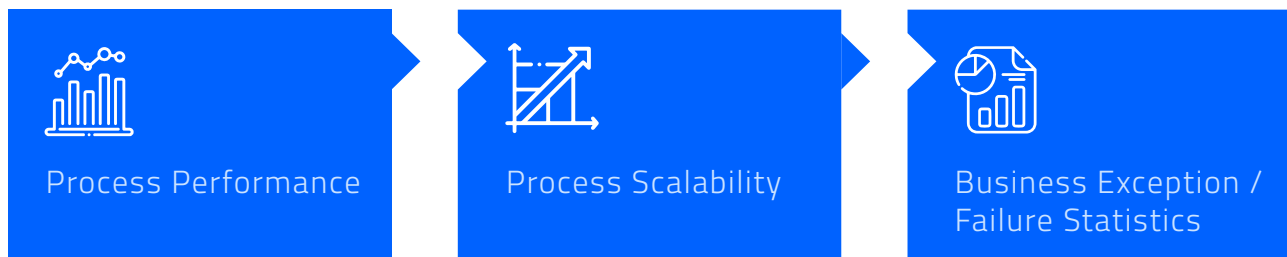 Process Performance
Process Scalability
Business Exception /
Failure Statistics